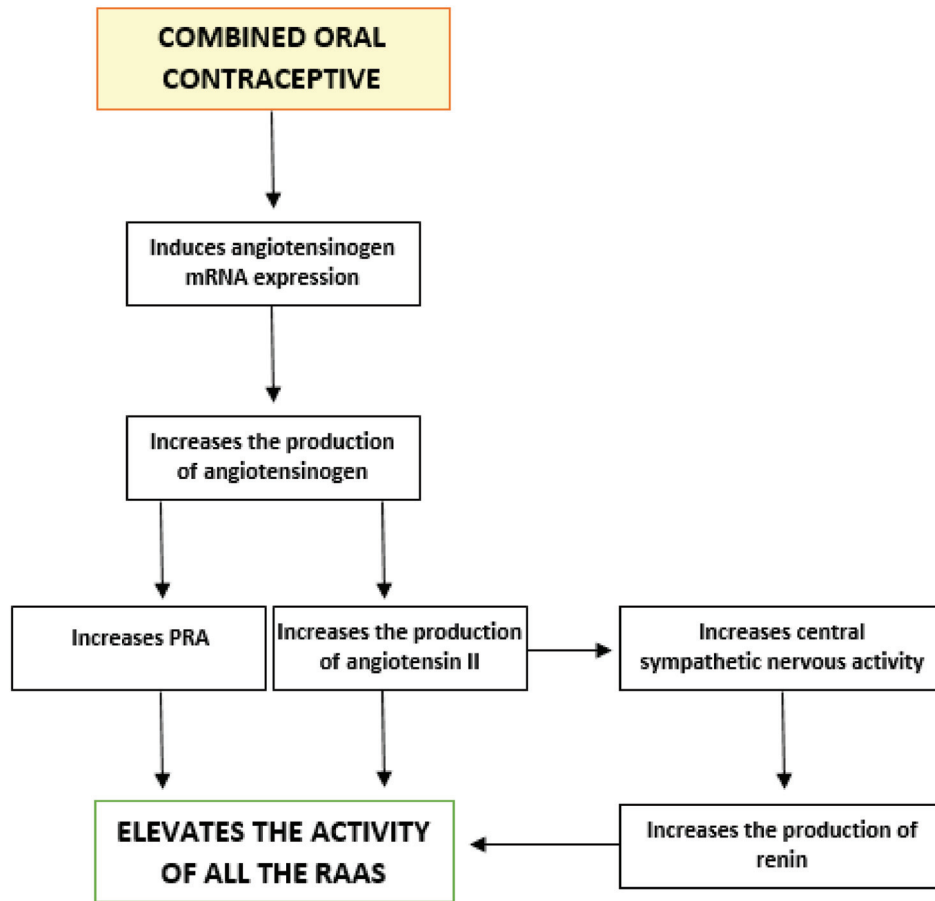 COMBINED ORAL
CONTRACEPTIVE
Induces angiotensinogen
mRNA expression
Increases the production
of angiotensinogen
Increases PRA
Increases the production
of angiotensin II
Increases central
sympathetic nervous activity
ELEVATES THE ACTIVITY
OF ALL THE RAAS
Increases the production of
renin